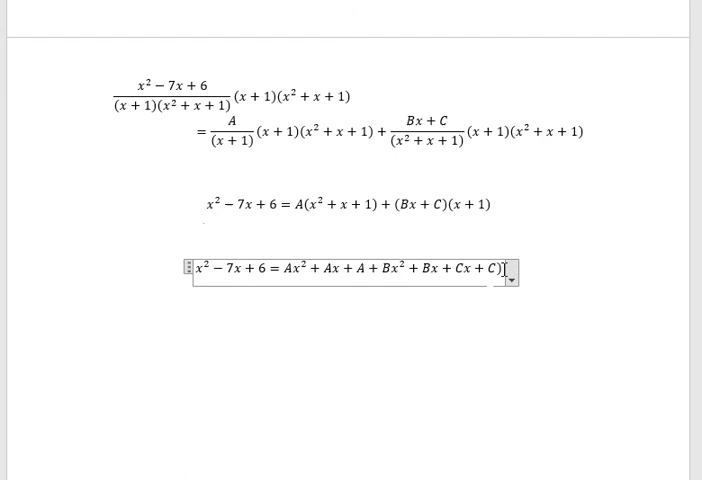 x² − 7x + 6
(x + 1)(x² + x + 1) (x + 1)(x² + x + 1)
= A/(x + 1) (x + 1)(x² + x + 1) + Bx + C/(x² + x + 1) (x + 1)(x² + x + 1)
x² − 7x + 6 = A(x² + x + 1) + (Bx + C)(x + 1)
x² − 7x + 6 = Ax² + Ax + A + Bx² + Bx + Cx + C)